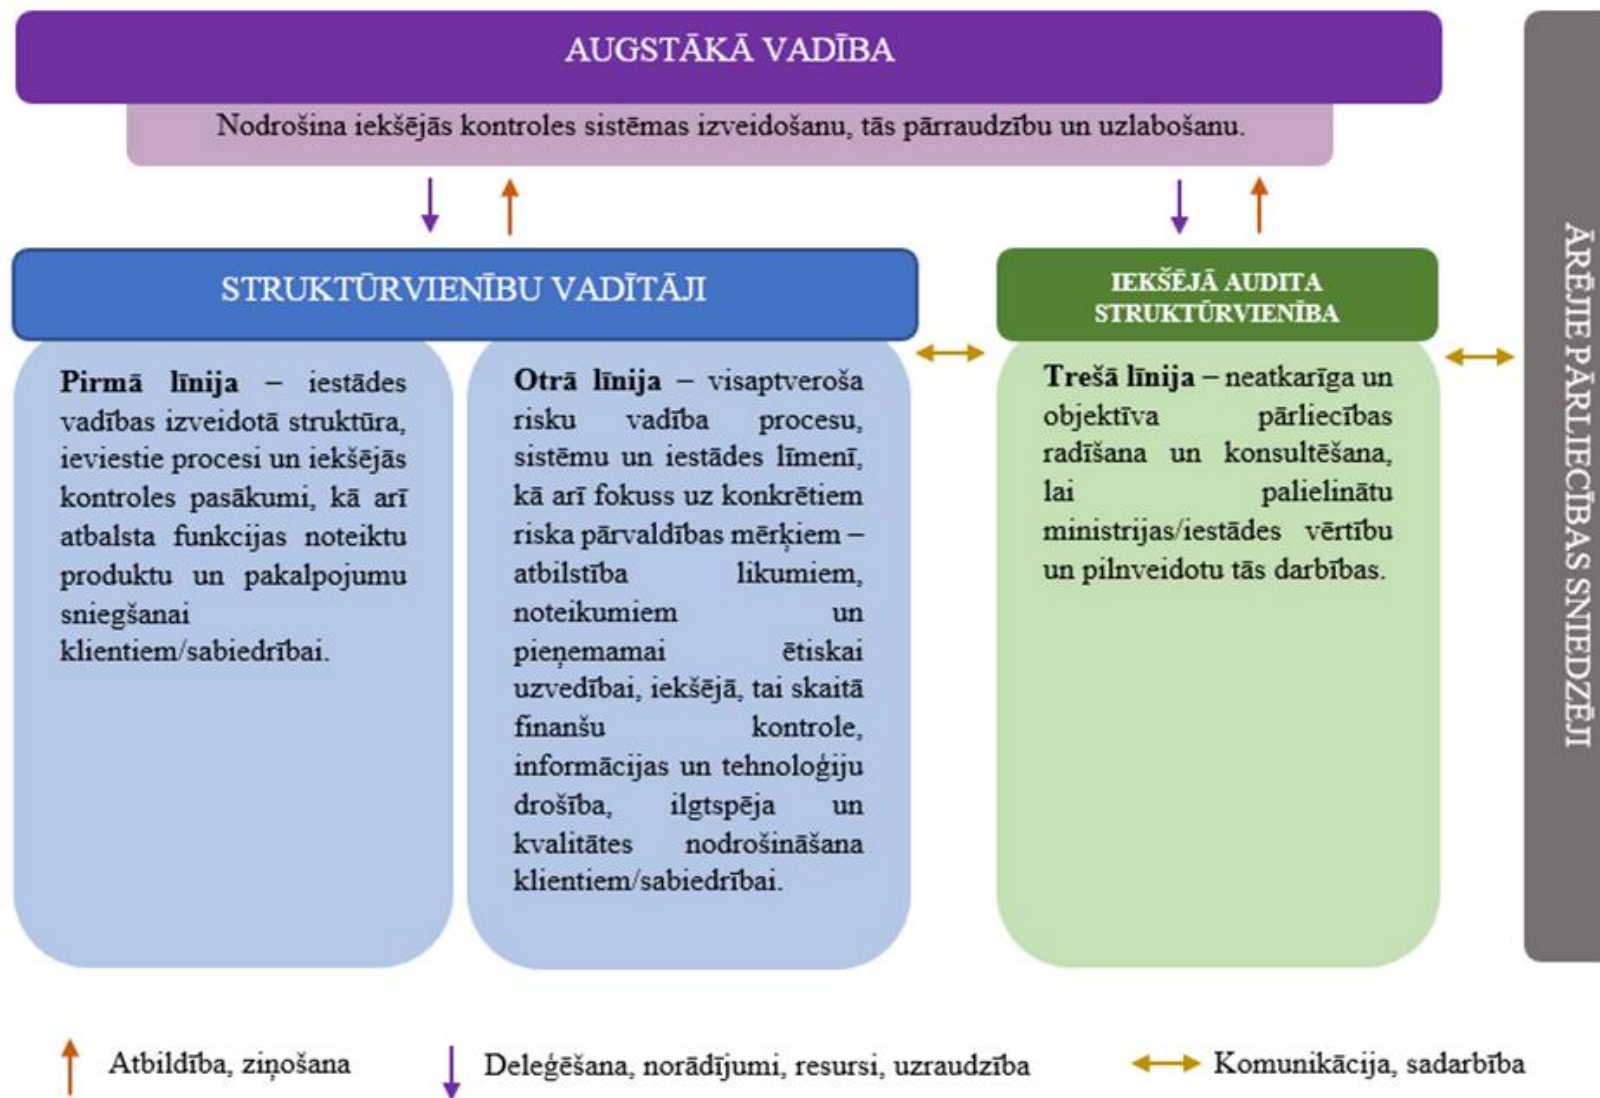 AUGSTĀKĀ VADĪBA
Nodrošina iekšējās kontroles sistēmas izveidošanu, tās pārraudzību un uzlabošanu.
STRUKTŪRVIENĪBU VADĪTĀJI
Pirmā līnija – iestādes
vadības izveidotā struktūra,
ieviestie procesi un iekšējās
kontroles pasākumi, kā arī
atbalsta funkcijas noteiktu
produktu un pakalpojumu
sniegšanai
klientiem/sabiedrībai.
Otrā līnija – visaptveroša
risku vadība procesu,
sistēmu un iestādes līmenī,
kā arī fokuss uz konkrētiem
riska pārvaldības mērķiem –
atbilstība likumiem,
noteikumiem un
pieņemamai ētiskai
uzvedībai, iekšējā, tai skaitā
finanšu kontrole,
informācijas un tehnoloģiju
drošība, ilgtspēja un
kvalitātes nodrošināšana
klientiem/sabiedrībai.
IEKŠĒJĀ AUDITA
STRUKTŪRVIENĪBA
Trešā līnija – neatkarīga un
objektīva pārliecības
radīšana un konsultēšana,
lai palielinātu
ministrijas/iestādes vērtību
un pilnveidotu tās darbības.
ĀRĒJIE PĀRLIECĪBAS SNIEDZĒJI
Atbildība, ziņošana
Deleģēšana, norādījumi, resursi, uzraudzība
Komunikācija, sadarbība